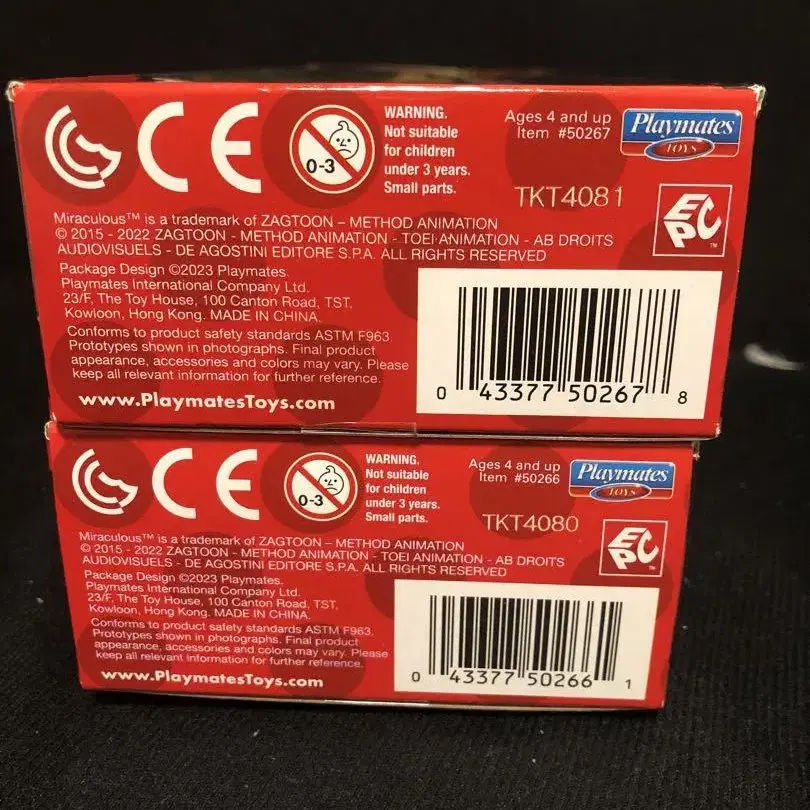 CE
0-3
WARNING.
Not suitable
for children
under 3 years.
Small parts.
Ages 4 and up
Item #50267
Playmates
TOYS
TKT4081
EPC
TM
Miraculous™ is a trademark of ZAGTOON – METHOD ANIMATION
© 2015 - 2022 ZAGTOON - METHOD ANIMATION - TOEI ANIMATION - AB DROITS
AUDIOVISUELS - DE AGOSTINI EDITORE S.P.A. ALL RIGHTS RESERVED
Package Design ©2023 Playmates.
Playmates International Company Ltd.
23/F, The Toy House, 100 Canton Road, TST,
Kowloon, Hong Kong. MADE IN CHINA.
Conforms to product safety standards ASTM F963.
Prototypes shown in photographs. Final product
appearance, accessories and colors may vary. Please
keep all relevant information for further reference.
www.PlaymatesToys.com
0 43377 50267 8
CE
0-3
WARNING.
Not suitable
for children
under 3 years.
Small parts.
Ages 4 and up
Item #50266
Playmates
TOYS
TKT4080
EPC
TM
Miraculous™ is a trademark of ZAGTOON – METHOD ANIMATION
© 2015 - 2022 ZAGTOON - METHOD ANIMATION - TOEI ANIMATION - AB DROITS
AUDIOVISUELS - DE AGOSTINI EDITORE S.P.A. ALL RIGHTS RESERVED
Package Design ©2023 Playmates.
Playmates International Company Ltd.
23/F, The Toy House, 100 Canton Road, TST,
Kowloon, Hong Kong. MADE IN CHINA.
Conforms to product safety standards ASTM F963.
Prototypes shown in photographs. Final product
appearance, accessories and colors may vary. Please
keep all relevant information for further reference.
www.PlaymatesToys.com
0 43377 50266 1